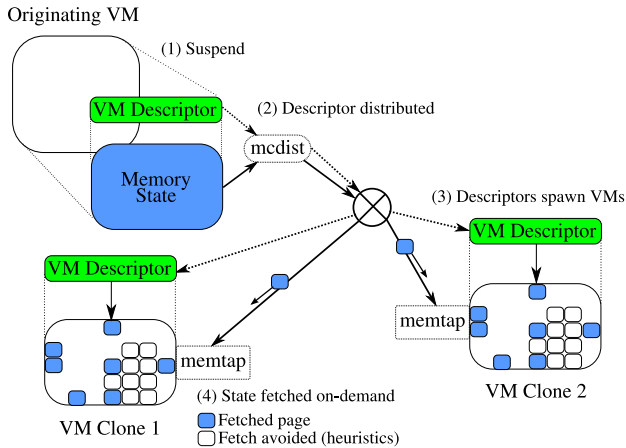 Originating VM
(1) Suspend
VM Descriptor
(2) Descriptor distributed
mcdist
Memory
State
(3) Descriptors spawn VMs
VM Descriptor
VM Descriptor
memtap
memtap
(4) State fetched on-demand
Fetched page
Fetch avoided (heuristics)
VM Clone 1
VM Clone 2